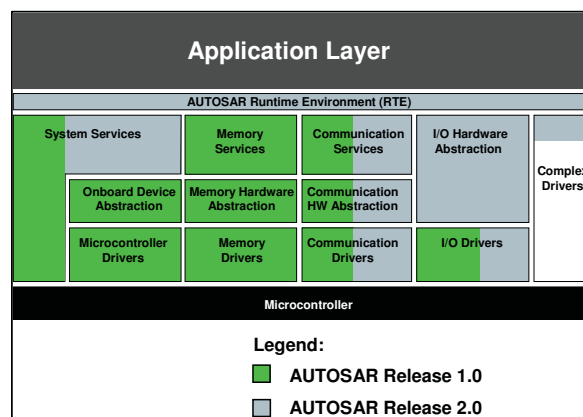 Application Layer
AUTOSAR Runtime Environment (RTE)
System Services
Memory
Services
Communication
Services
I/O Hardware
Abstraction
Complex
Drivers
Onboard Device
Abstraction
Memory Hardware
Abstraction
Communication
HW Abstraction
Microcontroller
Drivers
Memory
Drivers
Communication
Drivers
I/O Drivers
Microcontroller
Legend:
AUTOSAR Release 1.0
AUTOSAR Release 2.0